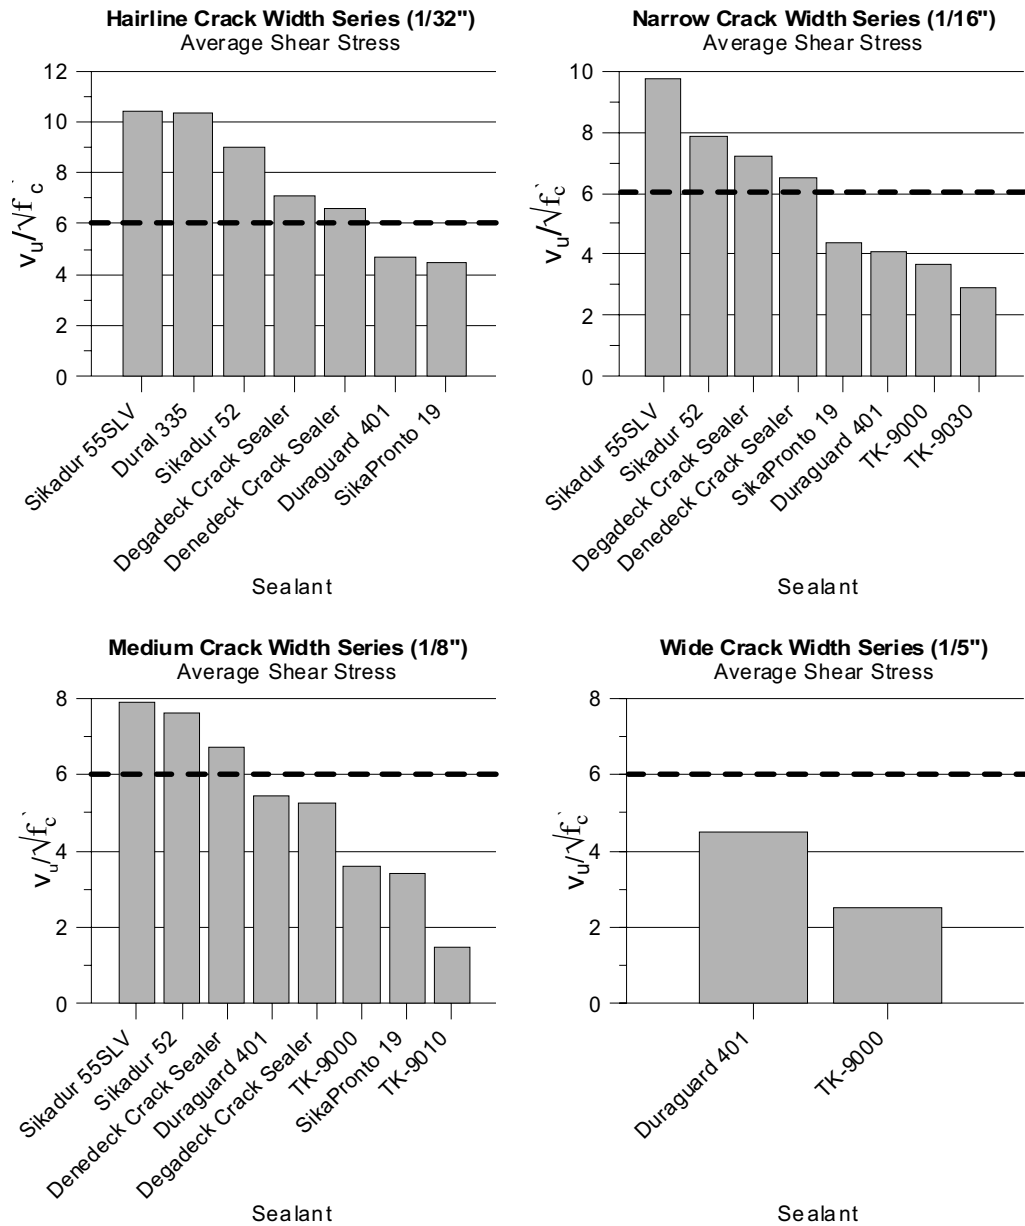 Hairline Crack Width Series (1/32")
Average Shear Stress
12
10
8
6
4
2
0
vu/√f`c
Sikadur 55SLV
Dural 335
Sikadur 52
Degadeck Crack Sealer
Denedeck Crack Sealer
Duraguard 401
SikaPronto 19
Sealant
Narrow Crack Width Series (1/16")
Average Shear Stress
10
8
6
4
2
0
vu/√f`c
Sikadur 55SLV
Sikadur 52
Degadeck Crack Sealer
Denedeck Crack Sealer
SikaPronto 19
Duraguard 401
TK-9000
TK-9030
Sealant
Medium Crack Width Series (1/8")
Average Shear Stress
8
6
4
2
0
vu/√f`c
Sikadur 55SLV
Sikadur 52
Denedeck Crack Sealer
Duraguard 401
Degadeck Crack Sealer
TK-9000
SikaPronto 19
TK-9010
Sealant
Wide Crack Width Series (1/5")
Average Shear Stress
8
6
4
2
0
vu/√f`c
Duraguard 401
TK-9000
Sealant